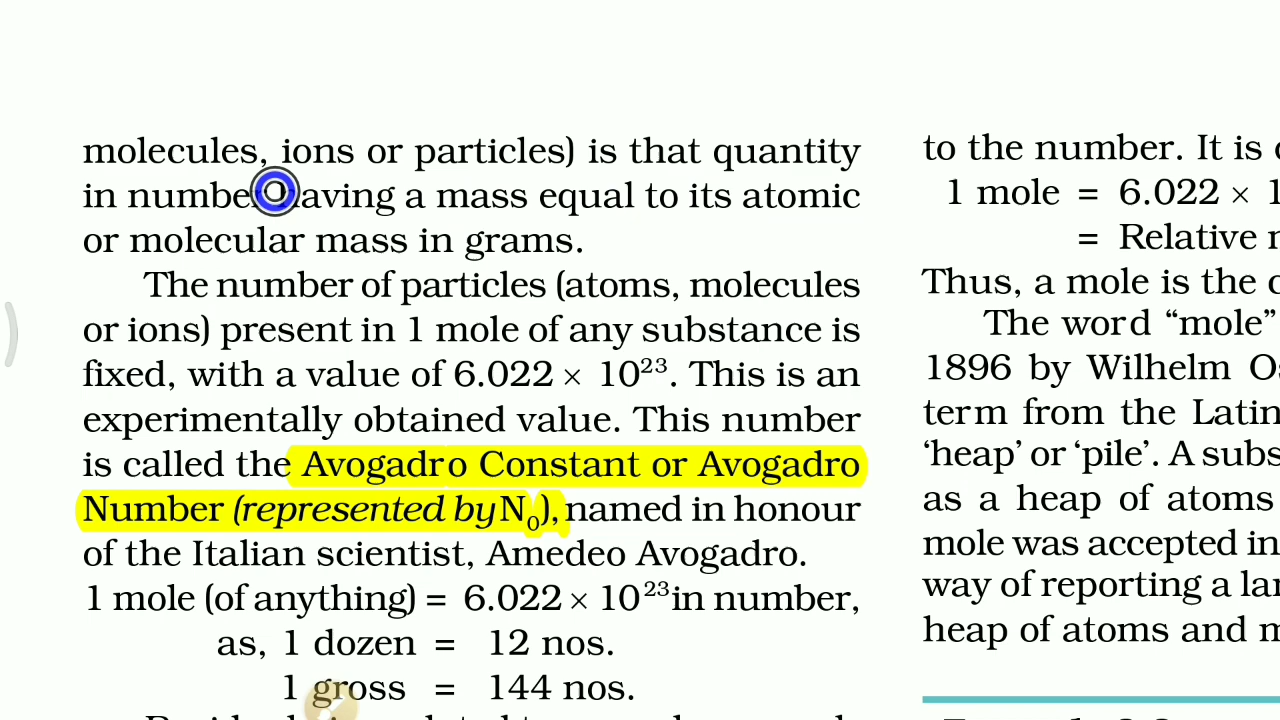 molecules, ions or particles) is that quantity
in number having a mass equal to its atomic
or molecular mass in grams.
The number of particles (atoms, molecules
or ions) present in 1 mole of any substance is
fixed, with a value of 6.022 × 10²³. This is an
experimentally obtained value. This number
is called the Avogadro Constant or Avogadro
Number (represented by N₀), named in honour
of the Italian scientist, Amedeo Avogadro.
1 mole (of anything) = 6.022 × 10²³ in number,
as, 1 dozen = 12 nos.
1 gross = 144 nos.
to the number. It is
1 mole = 6.022 × 1
= Relative
Thus, a mole is the
The word “mole”
1896 by Wilhelm Os
term from the Latin
‘heap’ or ‘pile’. A subs
as a heap of atoms
mole was accepted in
way of reporting a lar
heap of atoms and m